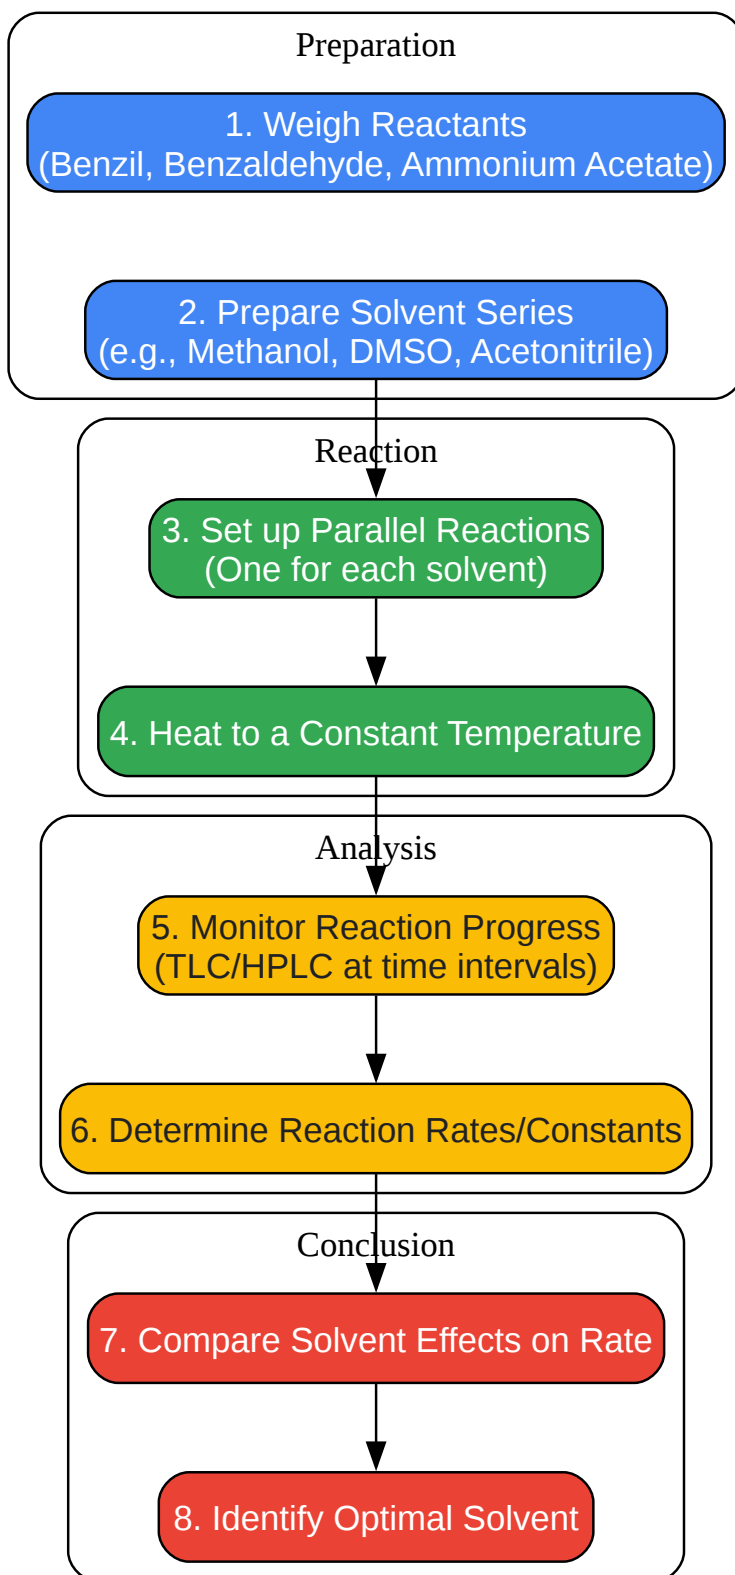 Preparation
1. Weigh Reactants
(Benzil, Benzaldehyde, Ammonium Acetate)
2. Prepare Solvent Series
(e.g., Methanol, DMSO, Acetonitrile)
Reaction
3. Set up Parallel Reactions
(One for each solvent)
4. Heat to a Constant Temperature
Analysis
5. Monitor Reaction Progress
(TLC/HPLC at time intervals)
6. Determine Reaction Rates/Constants
Conclusion
7. Compare Solvent Effects on Rate
8. Identify Optimal Solvent